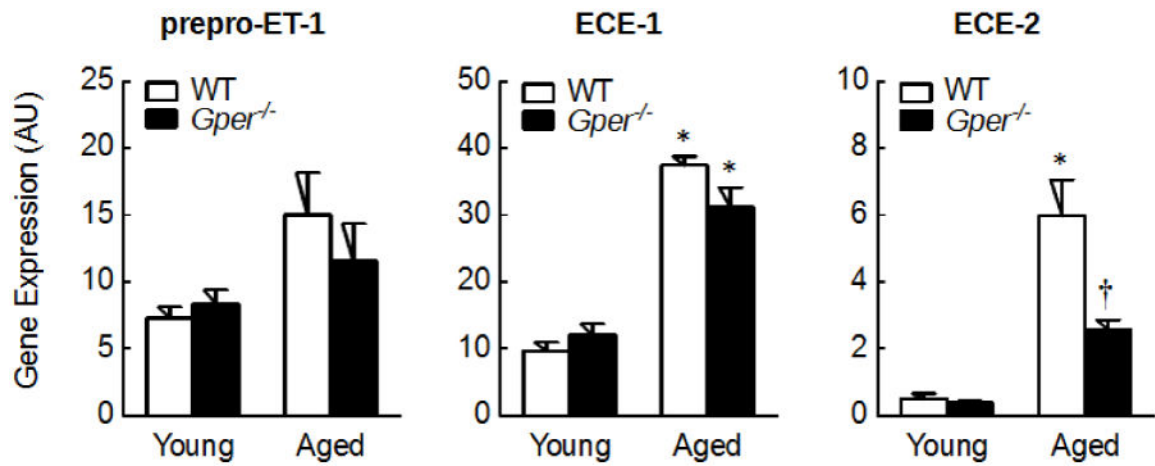 prepro-ET-1
ECE-1
ECE-2
Gene Expression (AU)
25
20
15
10
5
0
WT
Gper-/-
Young
Aged
50
40
30
20
10
0
WT
Gper-/-
*
*
Young
Aged
10
8
6
4
2
0
WT
Gper-/-
*
†
Young
Aged